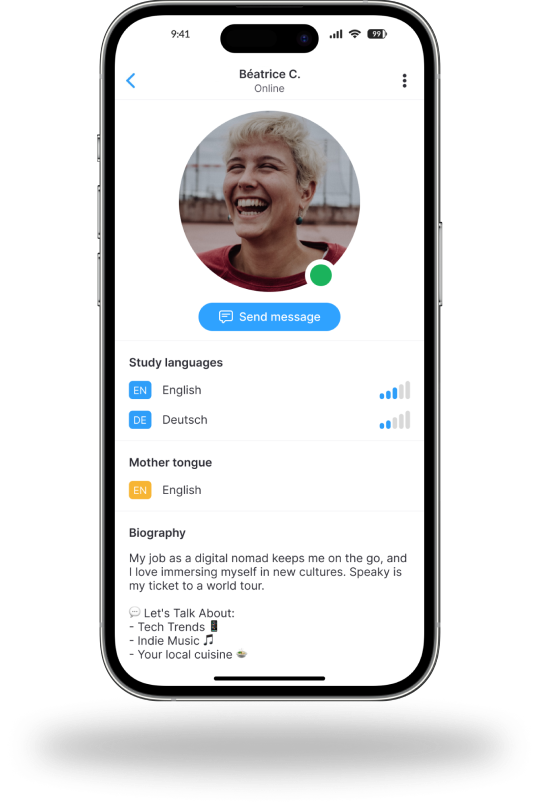 9:41
99
Béatrice C.
Online
Send message
Study languages
EN English
DE Deutsch
Mother tongue
EN English
Biography
My job as a digital nomad keeps me on the go, and
I love immersing myself in new cultures. Speaky is
my ticket to a world tour.
💬 Let's Talk About:
- Tech Trends 📱
- Indie Music 🎵
- Your local cuisine 🍲